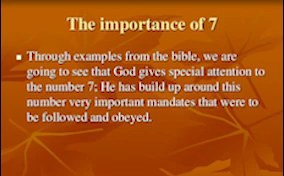 The importance of 7
Through examples from the bible, we are
going to see that God gives special attention to
the number 7: He has build up around this
number very important mandates that were to
be followed and obeyed.